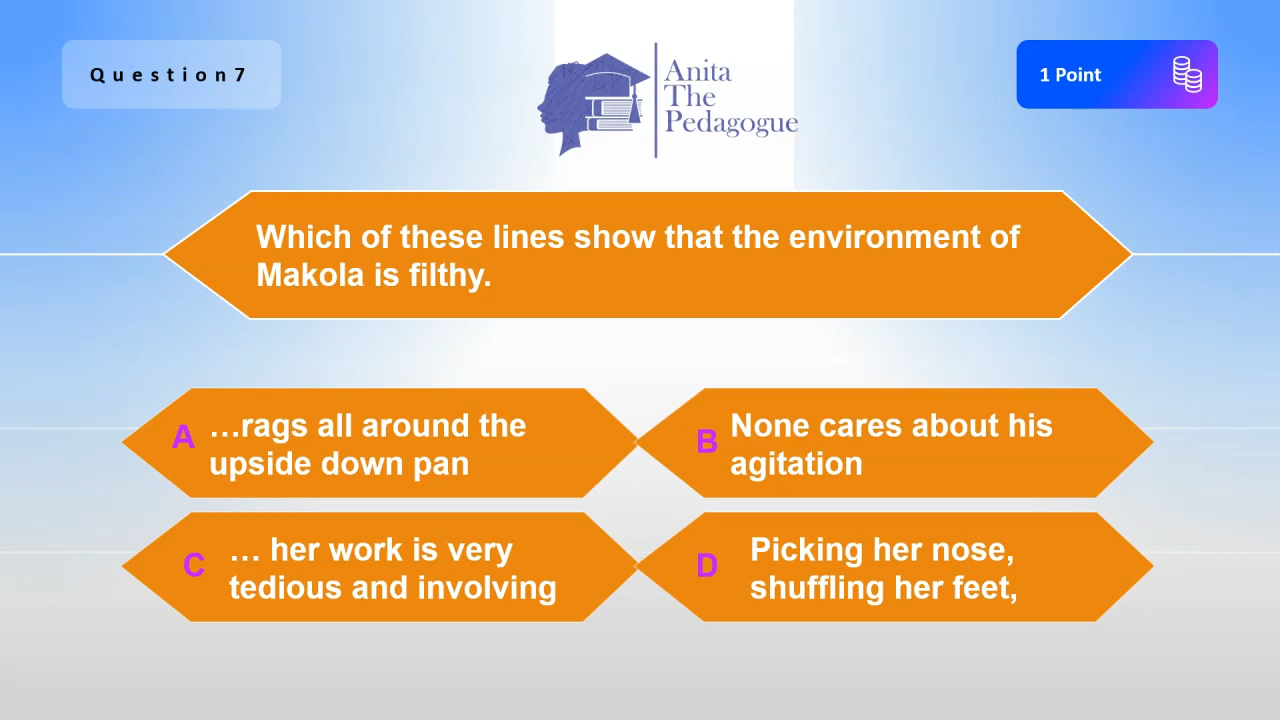 Question7
Anita
The
Pedagogue
1 Point
Which of these lines show that the environment of
Makola is filthy.
A …rags all around the
upside down pan
B None cares about his
agitation
C … her work is very
tedious and involving
D Picking her nose,
shuffling her feet,